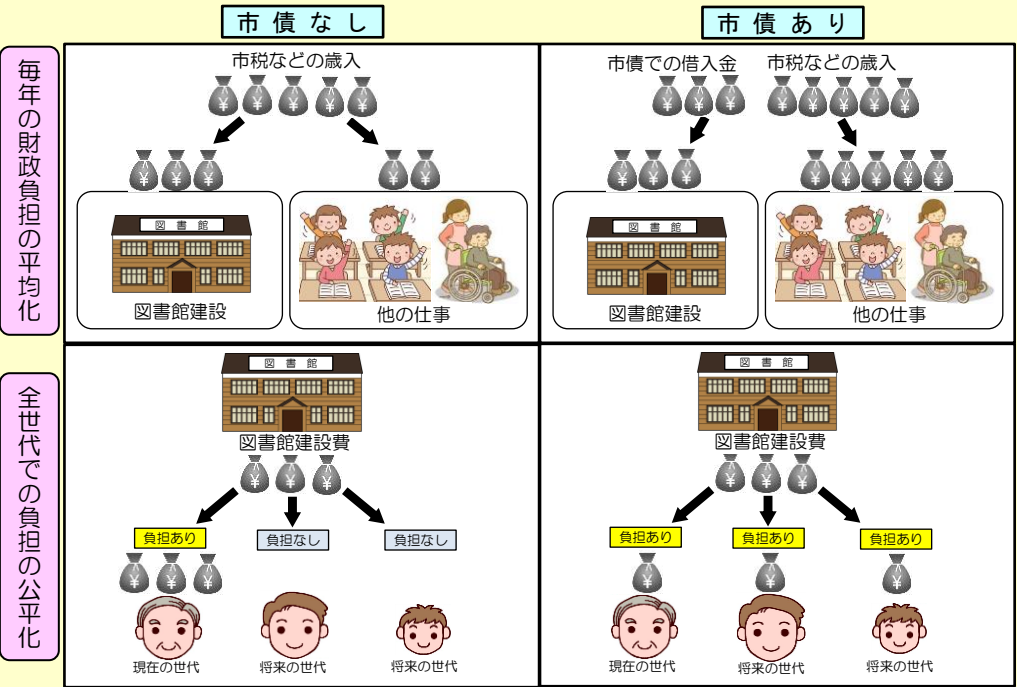 市債なし
市債あり
毎年の財政負担の平均化
市税などの歳入
¥ ¥ ¥ ¥ ¥
¥ ¥ ¥
¥ ¥
図書館
図書館建設
他の仕事
市債での借入金
市税などの歳入
¥ ¥ ¥
¥ ¥ ¥ ¥ ¥
¥ ¥ ¥
¥ ¥ ¥ ¥ ¥
図書館
図書館建設
他の仕事
全世代での負担の公平化
図書館
図書館建設費
¥ ¥ ¥
負担あり
負担なし
負担なし
¥ ¥ ¥
現在の世代
将来の世代
将来の世代
図書館
図書館建設費
¥ ¥ ¥
負担あり
負担あり
負担あり
¥
¥
¥
現在の世代
将来の世代
将来の世代